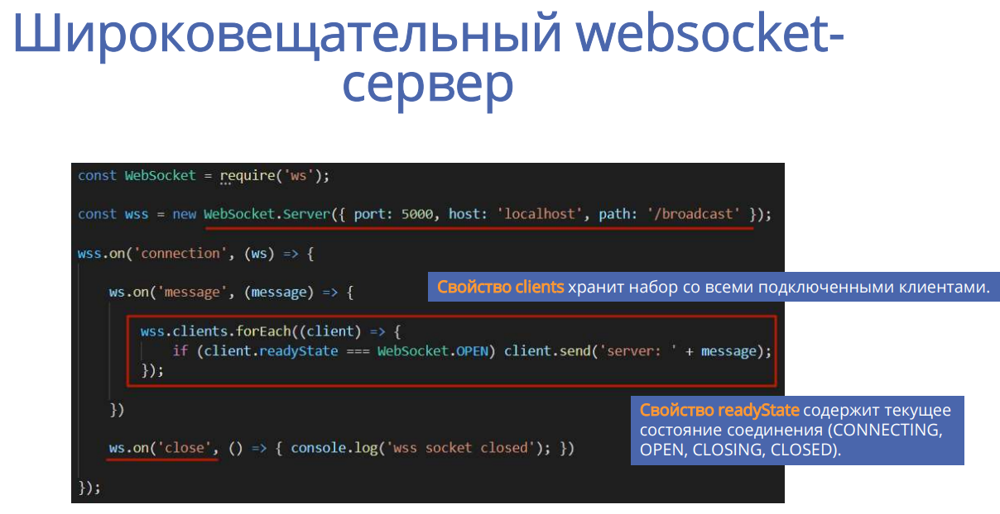 Широковещательный websocket-
сервер
const WebSocket = require('ws');
const wss = new WebSocket.Server({ port: 5000, host: 'localhost', path: '/broadcast' });
wss.on('connection', (ws) => {
ws.on('message', (message) => {
Свойство clients хранит набор со всеми подключенными клиентами.
wss.clients.forEach((client) => {
if (client.readyState === WebSocket.OPEN) client.send('server: ' + message);
});
})
Свойство readyState содержит текущее
состояние соединения (CONNECTING,
OPEN, CLOSING, CLOSED).
ws.on('close', () => { console.log('wss socket closed'); })
});